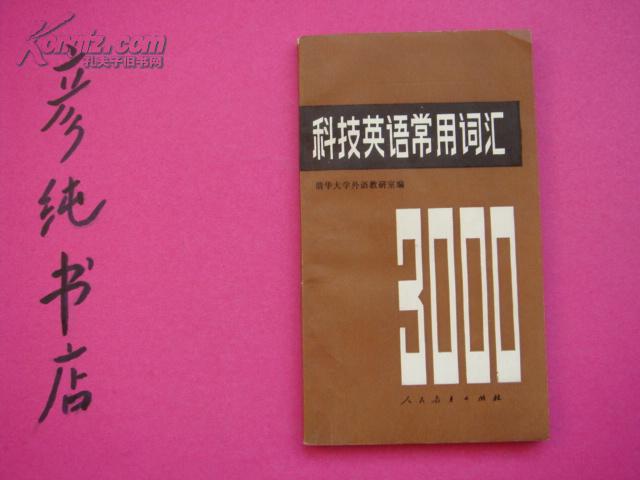 Kongfz.com
孔夫子旧书网
彦纯书店
科技英语常用词汇
清华大学外语教研室编
3000
人民教育出版社